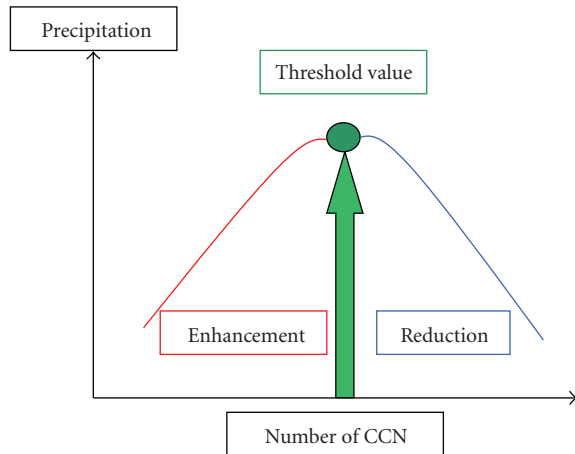 Precipitation
Threshold value
Enhancement
Reduction
Number of CCN